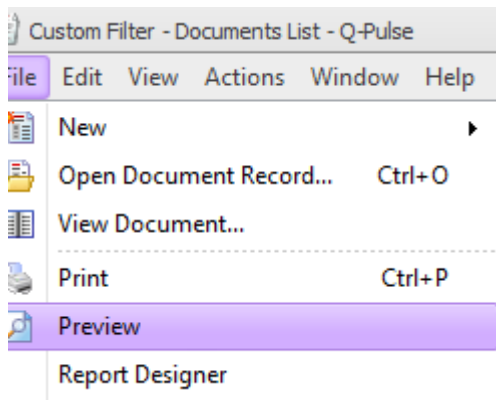 Custom Filter - Documents List - Q-Pulse
File Edit View Actions Window Help
New
Open Document Record... Ctrl+O
View Document...
Print Ctrl+P
Preview
Report Designer